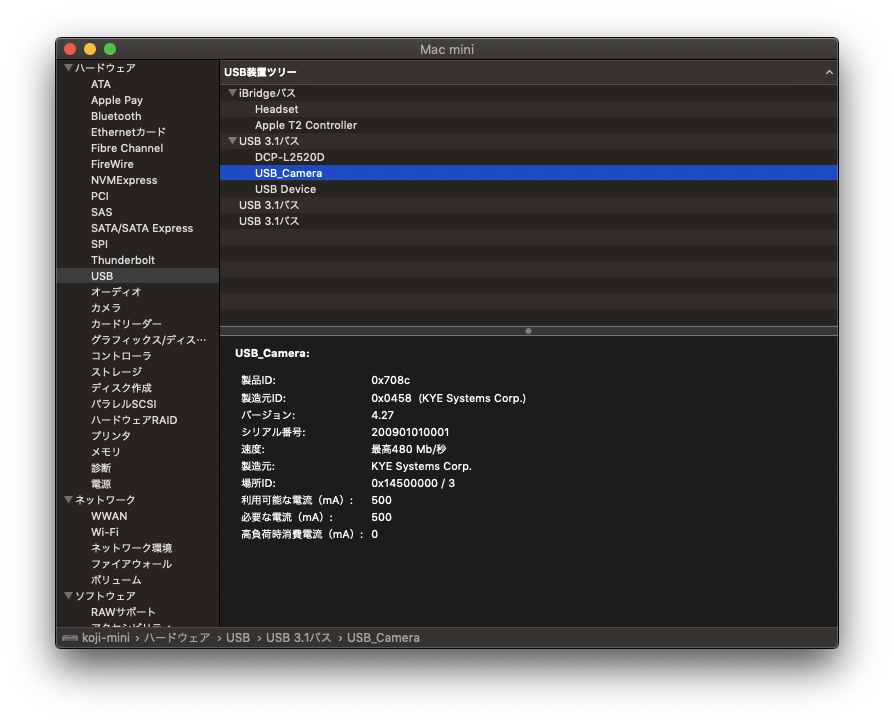 Mac mini
ハードウェア
ATA
Apple Pay
Bluetooth
Ethernetカード
Fibre Channel
FireWire
NVMExpress
PCI
SAS
SATA/SATA Express
SPI
Thunderbolt
USB
オーディオ
カメラ
カードリーダー
グラフィックス/ディス…
コントローラ
ストレージ
ディスク作成
パラレルSCSI
ハードウェアRAID
プリンタ
メモリ
診断
電源
ネットワーク
WWAN
Wi-Fi
ネットワーク環境
ファイアウォール
ボリューム
ソフトウェア
RAWサポート
アクセシビリティ
USB装置ツリー
iBridgeバス
Headset
Apple T2 Controller
USB 3.1バス
DCP-L2520D
USB_Camera
USB Device
USB 3.1バス
USB 3.1バス
USB_Camera:
製品ID: 0x708c
製造元ID: 0x0458 (KYE Systems Corp.)
バージョン: 4.27
シリアル番号: 200901010001
速度: 最高480 Mb/秒
製造元: KYE Systems Corp.
場所ID: 0x14500000 / 3
利用可能な電流（mA）: 500
必要な電流（mA）: 500
高負荷時消費電流（mA）: 0
koji-mini › ハードウェア › USB › USB 3.1バス › USB_Camera